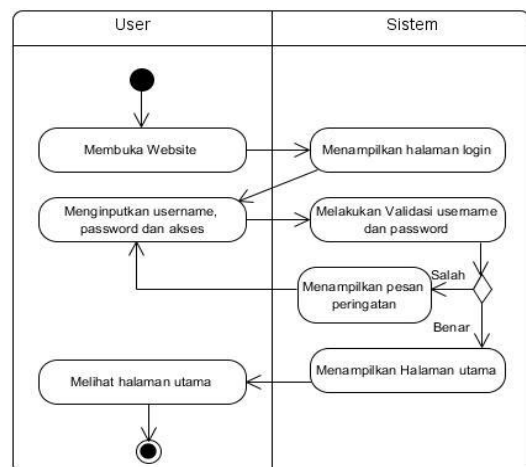 User
Sistem
Membuka Website
Menampilkan halaman login
Menginputkan username,
password dan akses
Melakukan Validasi username
dan password
Salah
Menampilkan pesan
peringatan
Benar
Menampilkan Halaman utama
Melihat halaman utama